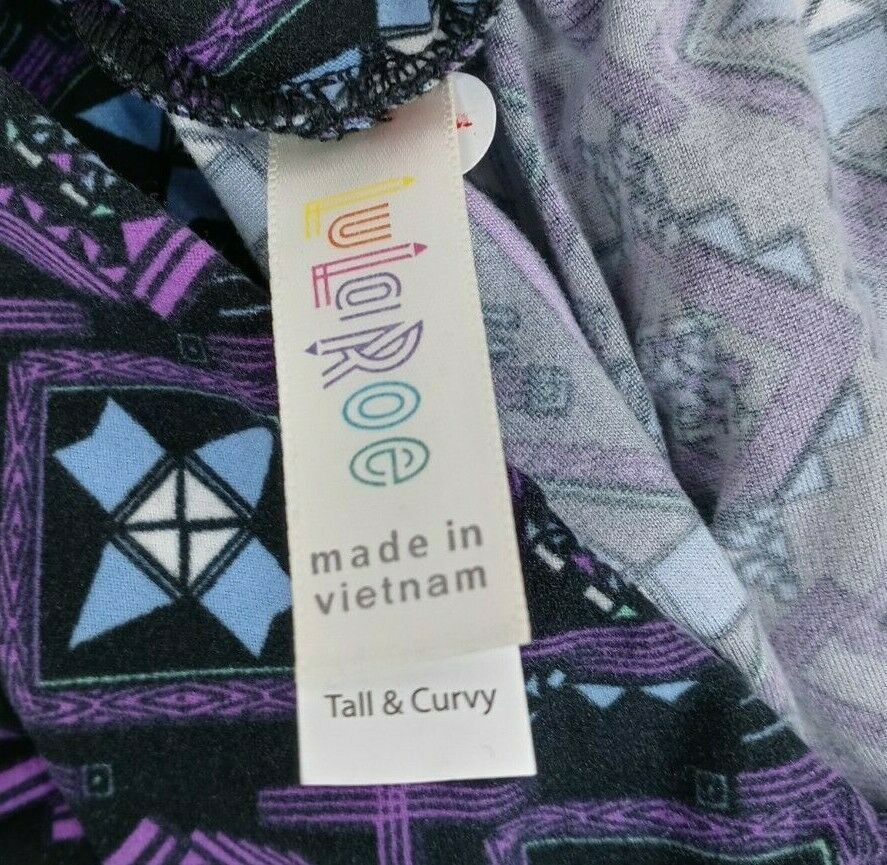 LuLaRoe
made in
vietnam
Tall & Curvy